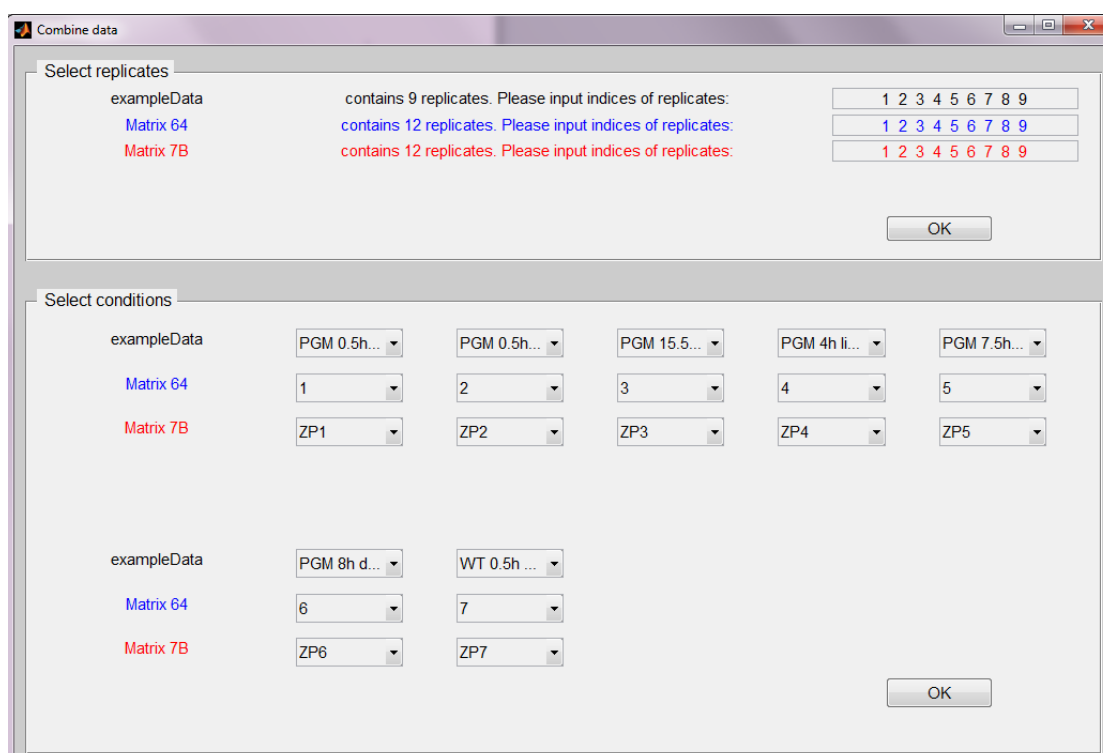 Combine data
Select replicates
exampleData contains 9 replicates. Please input indices of replicates: 1 2 3 4 5 6 7 8 9
Matrix 64 contains 12 replicates. Please input indices of replicates: 1 2 3 4 5 6 7 8 9
Matrix 7B contains 12 replicates. Please input indices of replicates: 1 2 3 4 5 6 7 8 9
OK
Select conditions
exampleData PGM 0.5h... PGM 0.5h... PGM 15.5... PGM 4h li... PGM 7.5h...
Matrix 64 1 2 3 4 5
Matrix 7B ZP1 ZP2 ZP3 ZP4 ZP5
exampleData PGM 8h d... WT 0.5h ...
Matrix 64 6 7
Matrix 7B ZP6 ZP7
OK